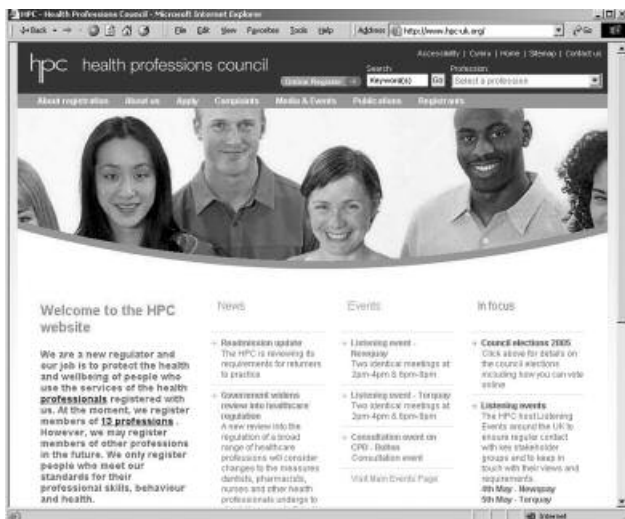 HPC - Health Professions Council - Microsoft Internet Explorer
Back
File Edit View Favorites Tools Help
Address http://www.hpc-uk.org/
Go
Accessibility | Cymru | Home | Sitemap | Contact us
hpc health professions council
Search:
Profession:
Online Register
Keyword(s)
Go
Select a profession
About registration About us Apply Complaints Media & Events Publications Registrants
Welcome to the HPC
website
We are a new regulator and
our job is to protect the health
and wellbeing of people who
use the services of the health
professionals registered with
us. At the moment, we register
members of 13 professions .
However, we may register
members of other professions
in the future. We only register
people who meet our
standards for their
professional skills, behaviour
and health.
News
Readmission update
The HPC is reviewing its
requirements for returners
to practice
Government widens
review into healthcare
regulation
A new review into the
regulation of a broad
range of healthcare
professions will consider
changes to the measures
dentists, pharmacists,
nurses and other health
professionals undergo to
Events
Listening event -
Newquay
Two identical meetings at
2pm-4pm & 6pm-8pm
Listening event - Torquay
Two identical meetings at
2pm-4pm & 6pm-8pm
Consultation event on
CPD -
Consultation event
Visit Main Events Page
In focus
Council elections 2005
Click above for details on
the council elections
including how you can vote
online
Listening events
The HPC host Listening
Events around the UK to
ensure regular contact
with key stakeholder
groups and to keep in
touch with their views and
requirements.
4th May - Newquay
5th May - Torquay
Internet